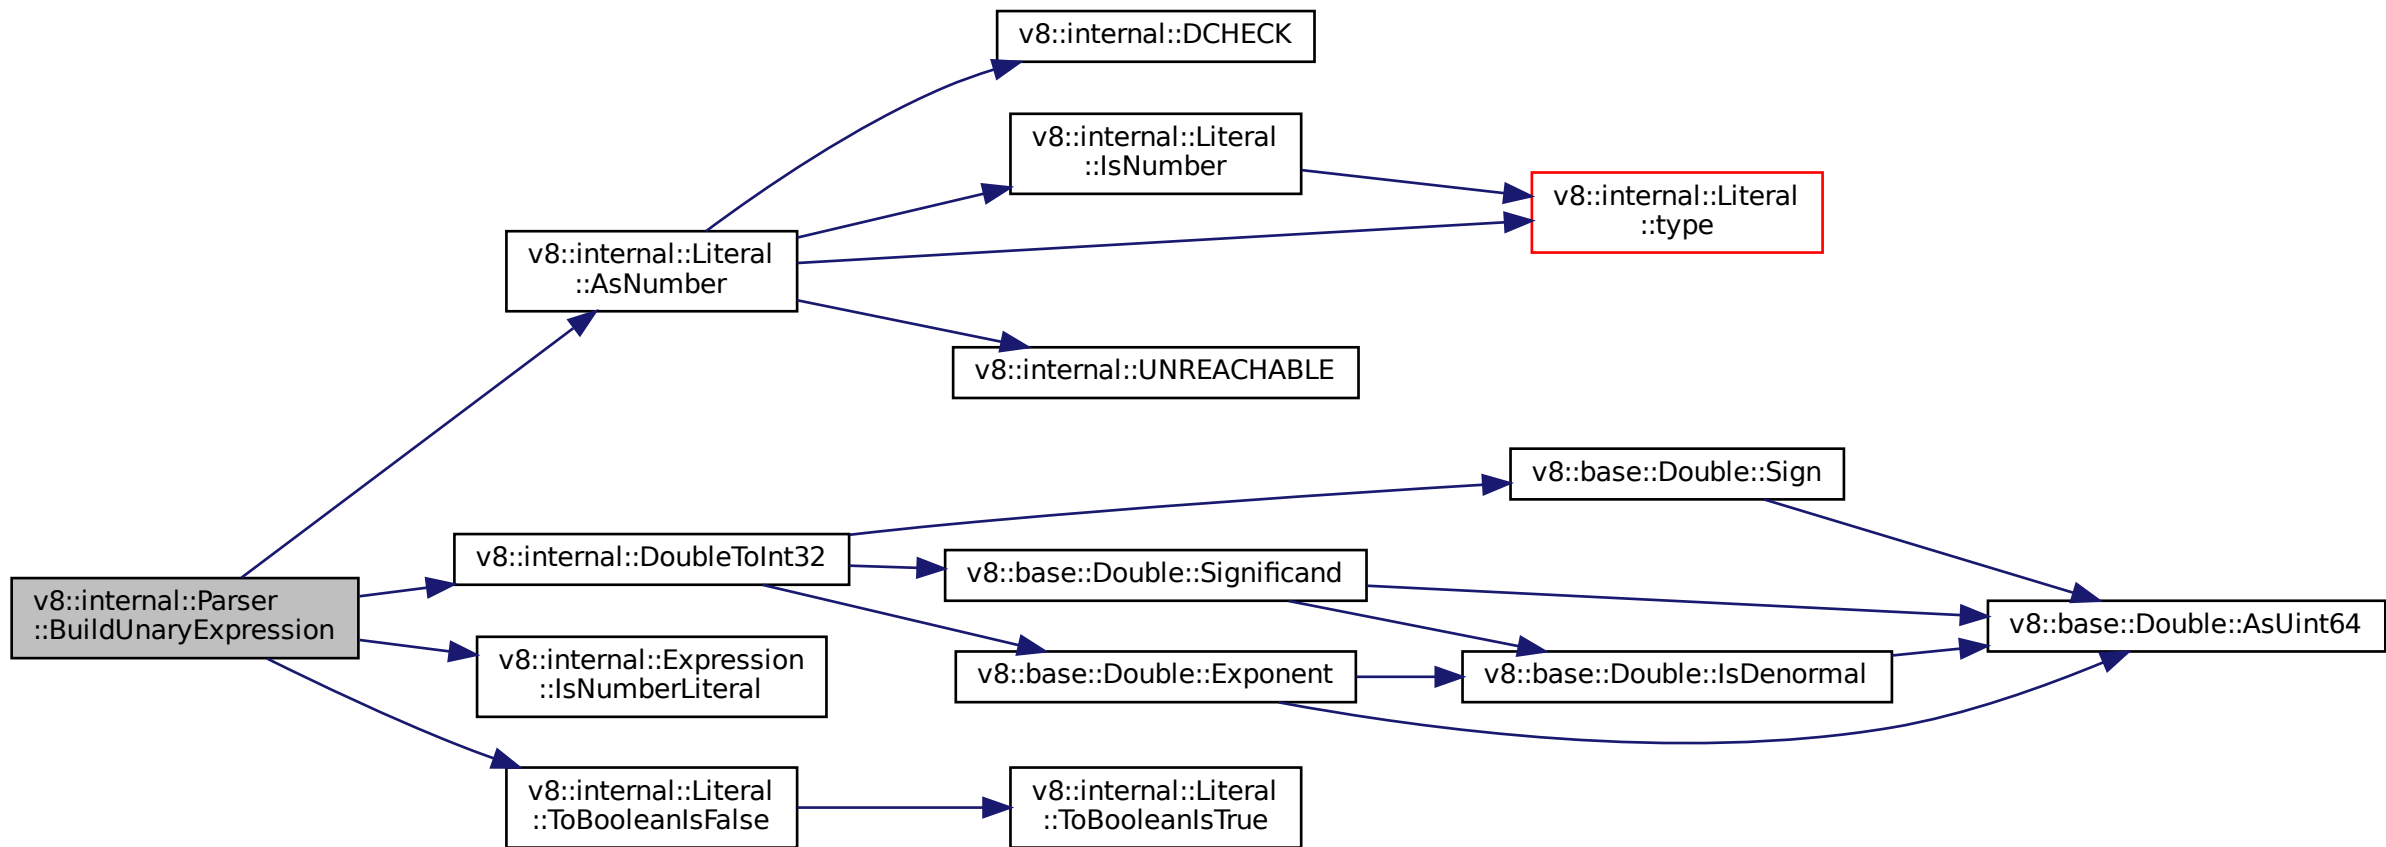 v8::internal::DCHECK
v8::internal::Literal
::IsNumber
v8::internal::Literal
::type
v8::internal::Literal
::AsNumber
v8::internal::UNREACHABLE
v8::base::Double::Sign
v8::internal::DoubleToInt32
v8::base::Double::Significand
v8::internal::Parser
::BuildUnaryExpression
v8::base::Double::AsUint64
v8::internal::Expression
::IsNumberLiteral
v8::base::Double::Exponent
v8::base::Double::IsDenormal
v8::internal::Literal
::ToBooleanIsFalse
v8::internal::Literal
::ToBooleanIsTrue